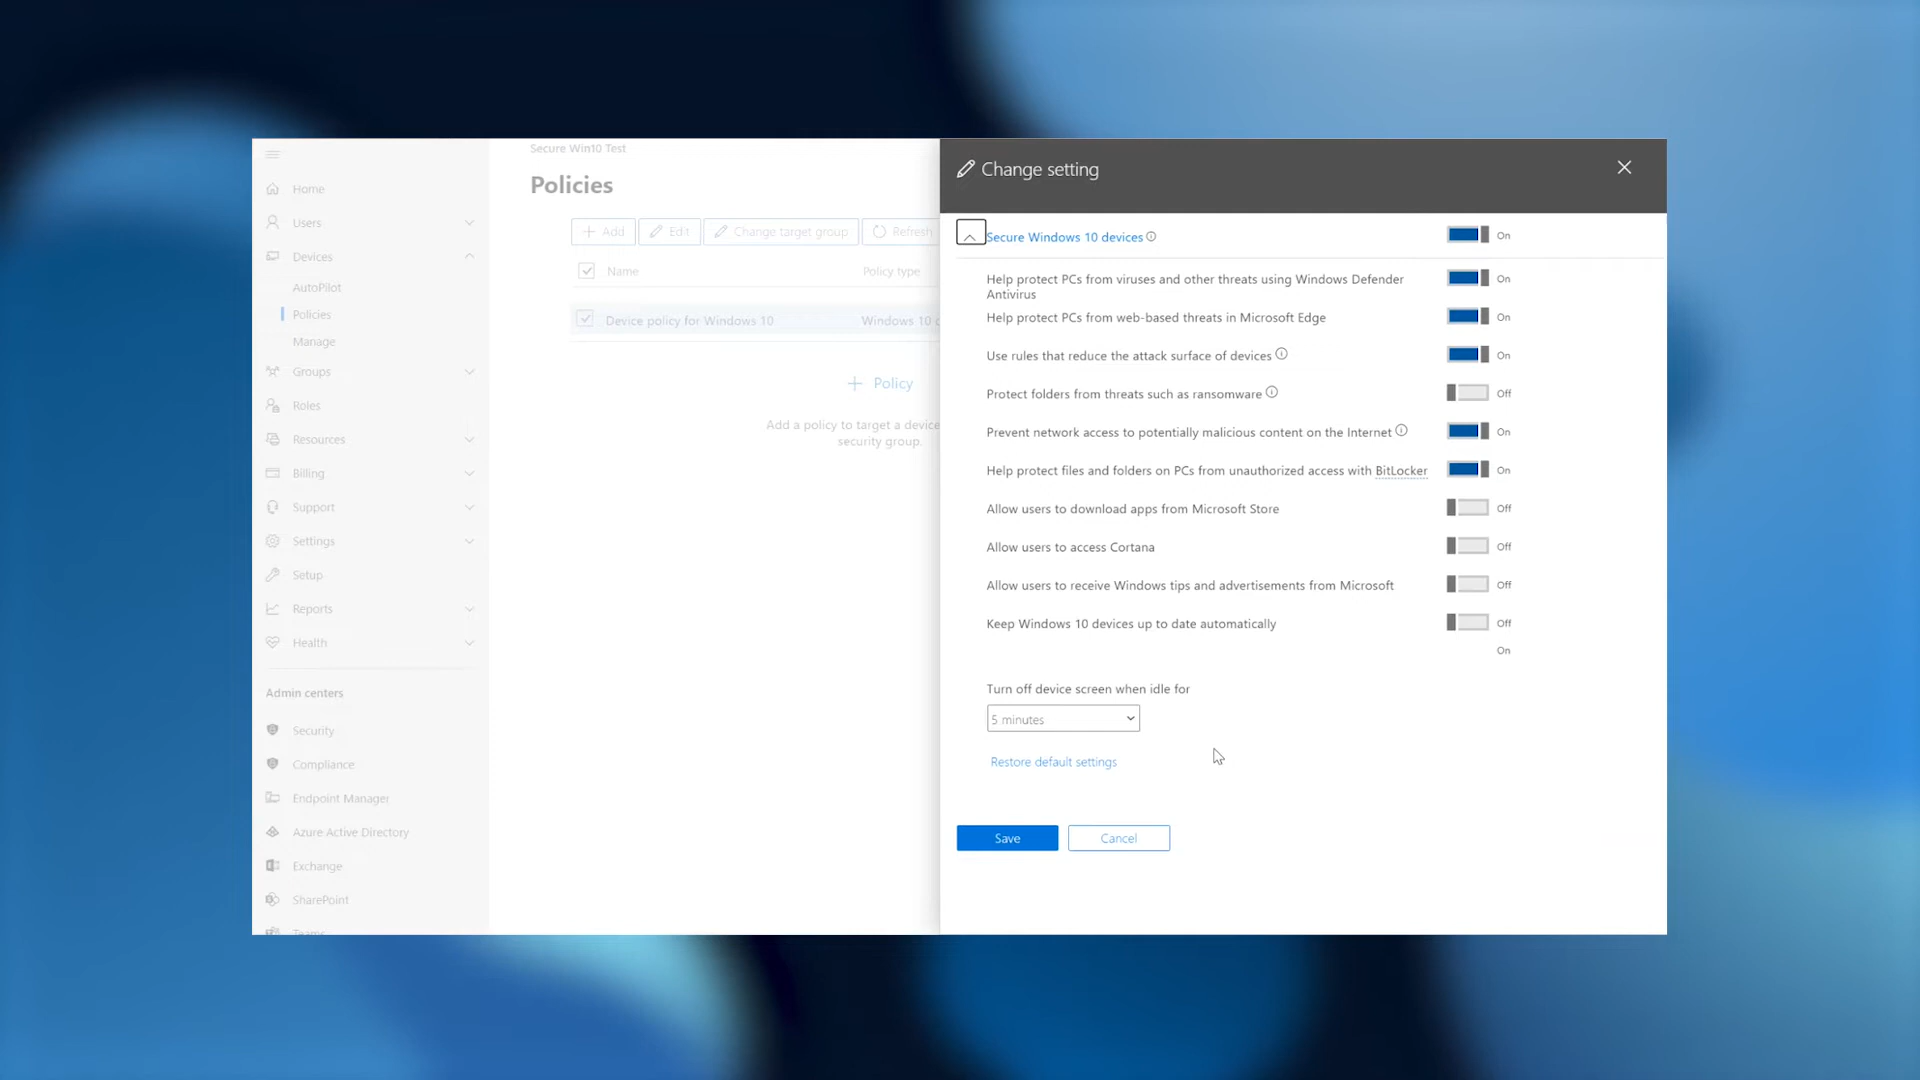 Secure Win10 Test
Policies
Add
Edit
Change target group
Refresh
Name
Policy type
Device policy for Windows 10
Windows 10
Policy
Add a policy to target a device
security group.
Home
Users
Devices
AutoPilot
Policies
Manage
Groups
Roles
Resources
Billing
Support
Settings
Setup
Reports
Health
Admin centers
Security
Compliance
Endpoint Manager
Azure Active Directory
Exchange
SharePoint
Teams
Change setting
Secure Windows 10 devices
On
Help protect PCs from viruses and other threats using Windows Defender
Antivirus
On
Help protect PCs from web-based threats in Microsoft Edge
On
Use rules that reduce the attack surface of devices
On
Protect folders from threats such as ransomware
Off
Prevent network access to potentially malicious content on the Internet
On
Help protect files and folders on PCs from unauthorized access with BitLocker
On
Allow users to download apps from Microsoft Store
Off
Allow users to access Cortana
Off
Allow users to receive Windows tips and advertisements from Microsoft
Off
Keep Windows 10 devices up to date automatically
Off
On
Turn off device screen when idle for
5 minutes
Restore default settings
Save
Cancel